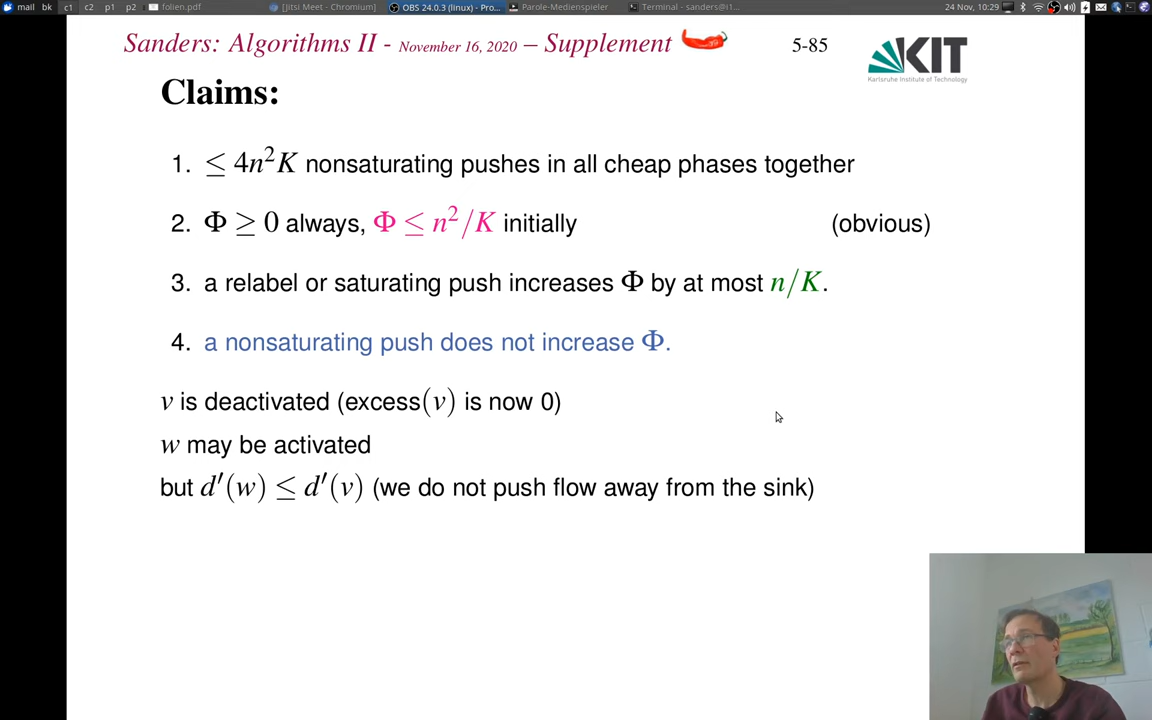 mail bk c1 c2 p1 p2 folien.pdf [Jitsi Meet - Chromium] OBS 24.0.3 (linux) - Pro... Parole-Medienspieler Terminal - sanders@i1... 24 Nov, 10:29
Sanders: Algorithms II - November 16, 2020 – Supplement 5-85
KIT
Karlsruhe Institute of Technology
Claims:
1. ≤ 4n²K nonsaturating pushes in all cheap phases together
2. Φ ≥ 0 always, Φ ≤ n²/K initially (obvious)
3. a relabel or saturating push increases Φ by at most n/K.
4. a nonsaturating push does not increase Φ.
v is deactivated (excess(v) is now 0)
w may be activated
but d′(w) ≤ d′(v) (we do not push flow away from the sink)